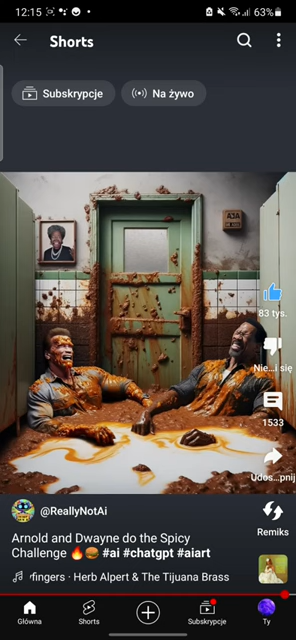 12:15
63%
Shorts
Subskrypcje
Na żywo
83 tys.
Nie...i się
1533
Udos...pnij
@ReallyNotAi
Remiks
Arnold and Dwayne do the Spicy
Challenge 🔥🍔 #ai #chatgpt #aiart
fingers · Herb Alpert & The Tijuana Brass
Główna
Shorts
Subskrypcje
Ty